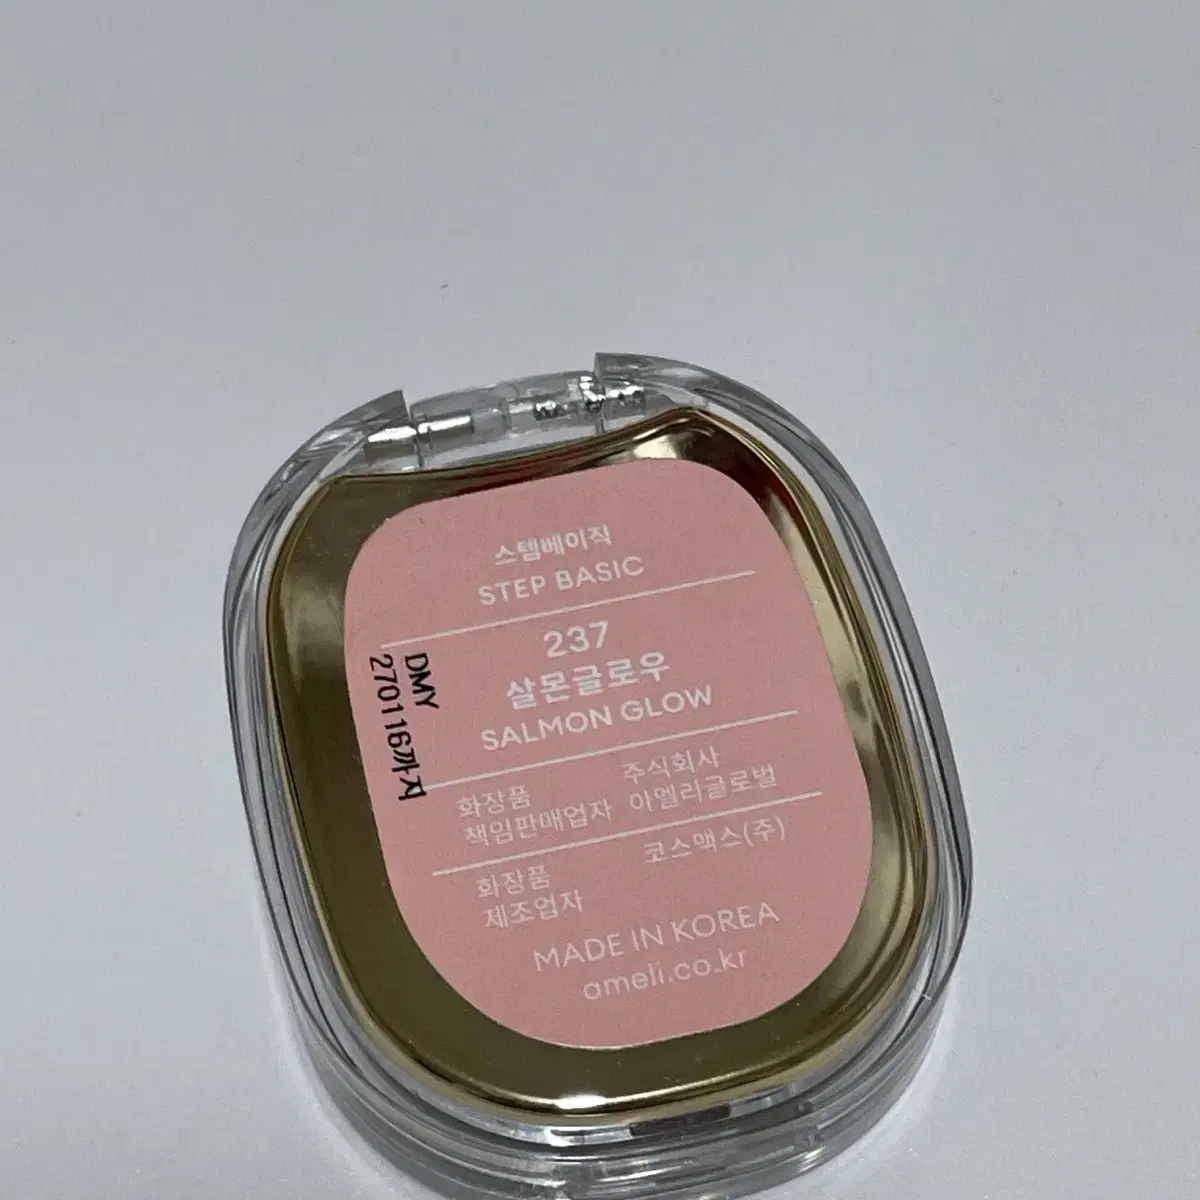 스텝베이직
STEP BASIC
237
살몬글로우
SALMON GLOW
화장품
책임판매업자
주식회사
아멜리글로벌
화장품
제조업자
코스맥스(주)
MADE IN KOREA
ameli.co.kr
DMY
270116까지